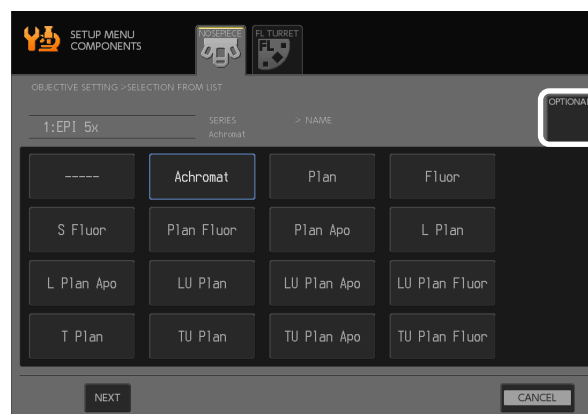 SETUP MENU
COMPONENTS
NOSEPIECE
FL TURRET
FL
OBJECTIVE SETTING >SELECTION FROM LIST
OPTIONAL
1:EPI 5x
SERIES
> NAME
Achromat
-----
Achromat
Plan
Fluor
S Fluor
Plan Fluor
Plan Apo
L Plan
L Plan Apo
LU Plan
LU Plan Apo
LU Plan Fluor
T Plan
TU Plan
TU Plan Apo
TU Plan Fluor
NEXT
CANCEL